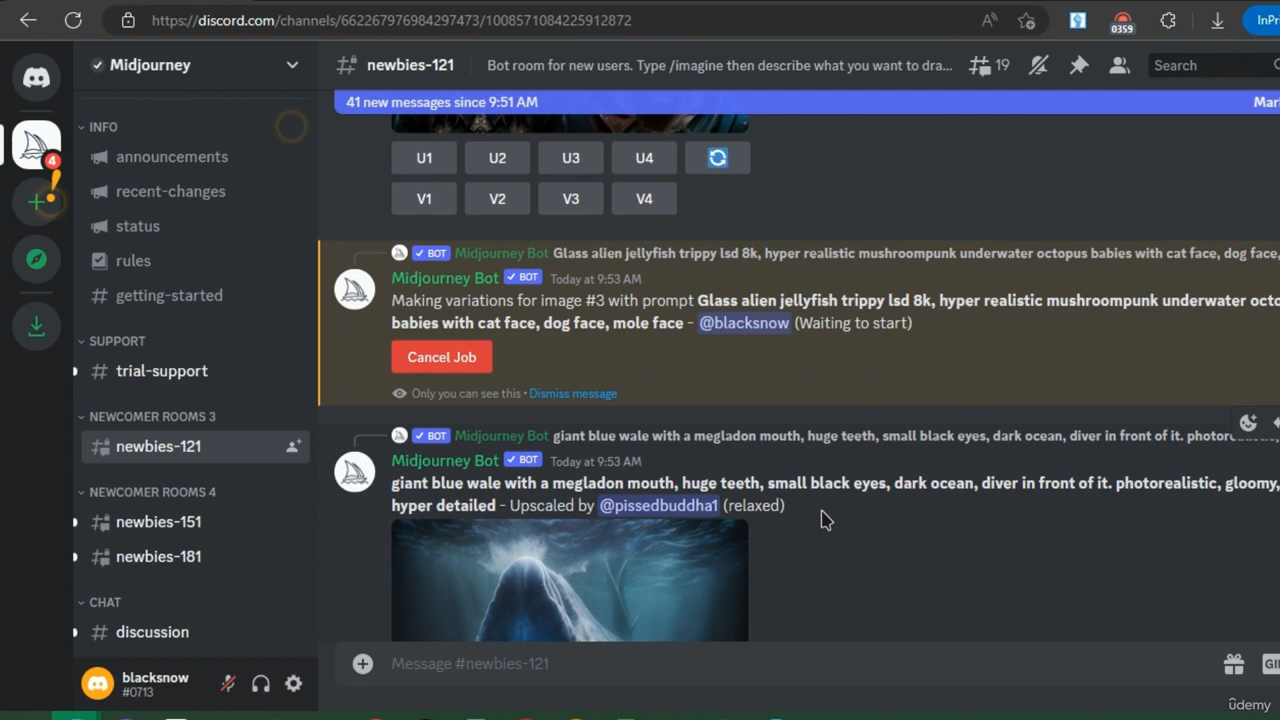 https://discord.com/channels/662267976984297473/1008571084225912872
0359
InPr
Midjourney
newbies-121
Bot room for new users. Type /imagine then describe what you want to dra...
19
Search
41 new messages since 9:51 AM
Mar
4
INFO
announcements
recent-changes
status
rules
getting-started
SUPPORT
trial-support
NEWCOMER ROOMS 3
newbies-121
NEWCOMER ROOMS 4
newbies-151
newbies-181
CHAT
discussion
blacksnow
#0713
U1 U2 U3 U4
V1 V2 V3 V4
BOT Midjourney Bot Glass alien jellyfish trippy lsd 8k, hyper realistic mushroompunk underwater octopus babies with cat face, dog face,
Midjourney Bot BOT Today at 9:53 AM
Making variations for image #3 with prompt Glass alien jellyfish trippy lsd 8k, hyper realistic mushroompunk underwater octo
babies with cat face, dog face, mole face - @blacksnow (Waiting to start)
Cancel Job
Only you can see this • Dismiss message
BOT Midjourney Bot giant blue wale with a megladon mouth, huge teeth, small black eyes, dark ocean, diver in front of it. photorealistic,
Midjourney Bot BOT Today at 9:53 AM
giant blue wale with a megladon mouth, huge teeth, small black eyes, dark ocean, diver in front of it. photorealistic, gloomy,
hyper detailed - Upscaled by @pissedbuddha1 (relaxed)
Message #newbies-121
GIF
ûdemy